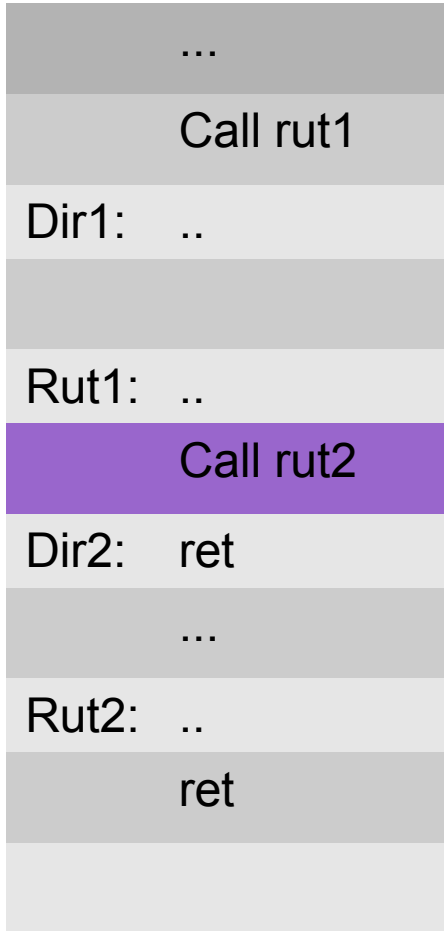 ...
Call rut1
Dir1: ..
Rut1: ..
Call rut2
Dir2: ret
...
Rut2: ..
ret